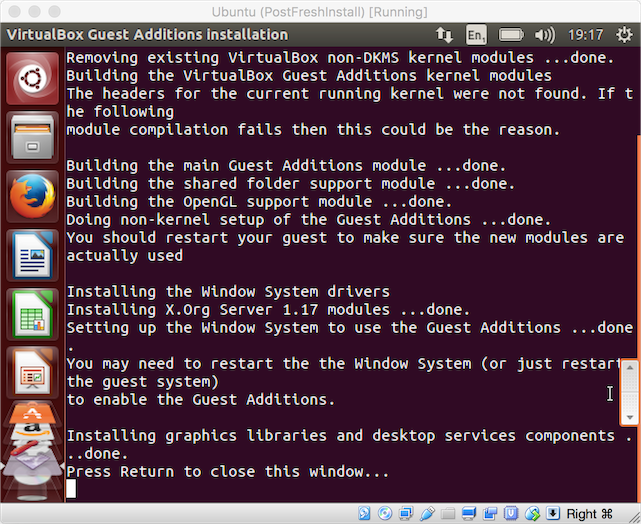 Ubuntu (PostFreshInstall) [Running]
VirtualBox Guest Additions installation
En1
19:17
Removing existing VirtualBox non-DKMS kernel modules ...done.
Building the VirtualBox Guest Additions kernel modules
The headers for the current running kernel were not found. If t
he following
module compilation fails then this could be the reason.
Building the main Guest Additions module ...done.
Building the shared folder support module ...done.
Building the OpenGL support module ...done.
Doing non-kernel setup of the Guest Additions ...done.
You should restart your guest to make sure the new modules are
actually used
Installing the Window System drivers
Installing X.Org Server 1.17 modules ...done.
Setting up the Window System to use the Guest Additions ...done
.
You may need to restart the the Window System (or just restart
the guest system)
to enable the Guest Additions.
Installing graphics libraries and desktop services components .
..done.
Press Return to close this window...
Right ⌘